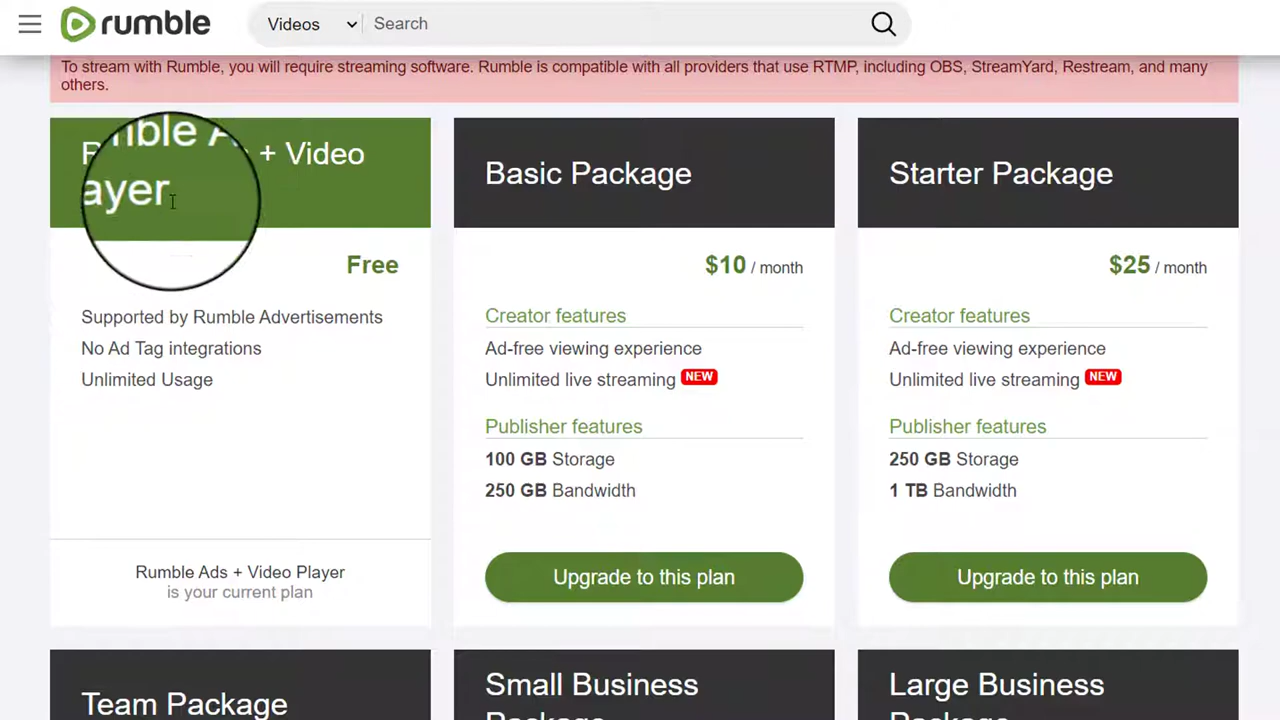 rumble
Videos
Search
To stream with Rumble, you will require streaming software. Rumble is compatible with all providers that use RTMP, including OBS, StreamYard, Restream, and many
others.
+ Video
Free
Supported by Rumble Advertisements
No Ad Tag integrations
Unlimited Usage
Rumble Ads + Video Player
is your current plan
Basic Package
$10 / month
Creator features
Ad-free viewing experience
Unlimited live streaming NEW
Publisher features
100 GB Storage
250 GB Bandwidth
Upgrade to this plan
Starter Package
$25 / month
Creator features
Ad-free viewing experience
Unlimited live streaming NEW
Publisher features
250 GB Storage
1 TB Bandwidth
Upgrade to this plan
Team Package
Small Business
Package
Large Business
Package